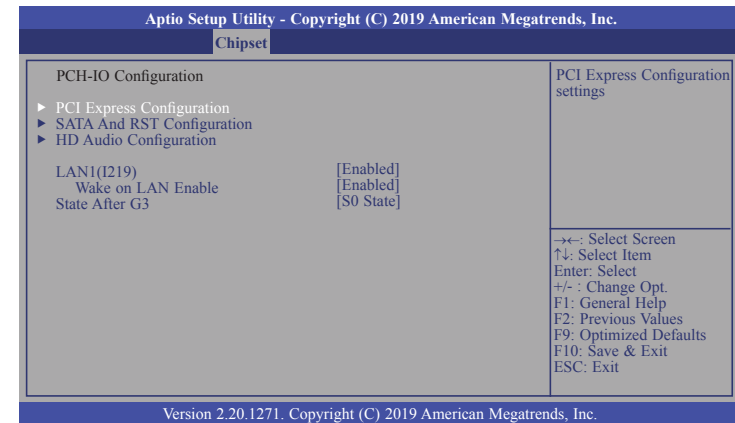 Aptio Setup Utility - Copyright (C) 2019 American Megatrends, Inc.
Chipset
PCH-IO Configuration
► PCI Express Configuration
► SATA And RST Configuration
► HD Audio Configuration
LAN1(I219) [Enabled]
Wake on LAN Enable [Enabled]
State After G3 [S0 State]
PCI Express Configuration
settings
→←: Select Screen
↑↓: Select Item
Enter: Select
+/- : Change Opt.
F1: General Help
F2: Previous Values
F9: Optimized Defaults
F10: Save & Exit
ESC: Exit
Version 2.20.1271. Copyright (C) 2019 American Megatrends, Inc.